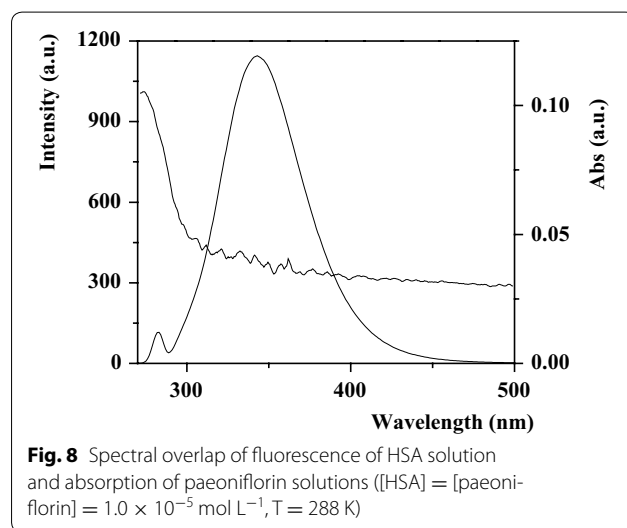 1200
900
600
300
0
Intensity (a.u.)
0.10
0.05
0.00
Abs (a.u.)
300
400
500
Wavelength (nm)
Fig. 8 Spectral overlap of fluorescence of HSA solution
and absorption of paeoniflorin solutions ([HSA] = [paeoni-
florin] = 1.0 × 10⁻⁵ mol L⁻¹, T = 288 K)